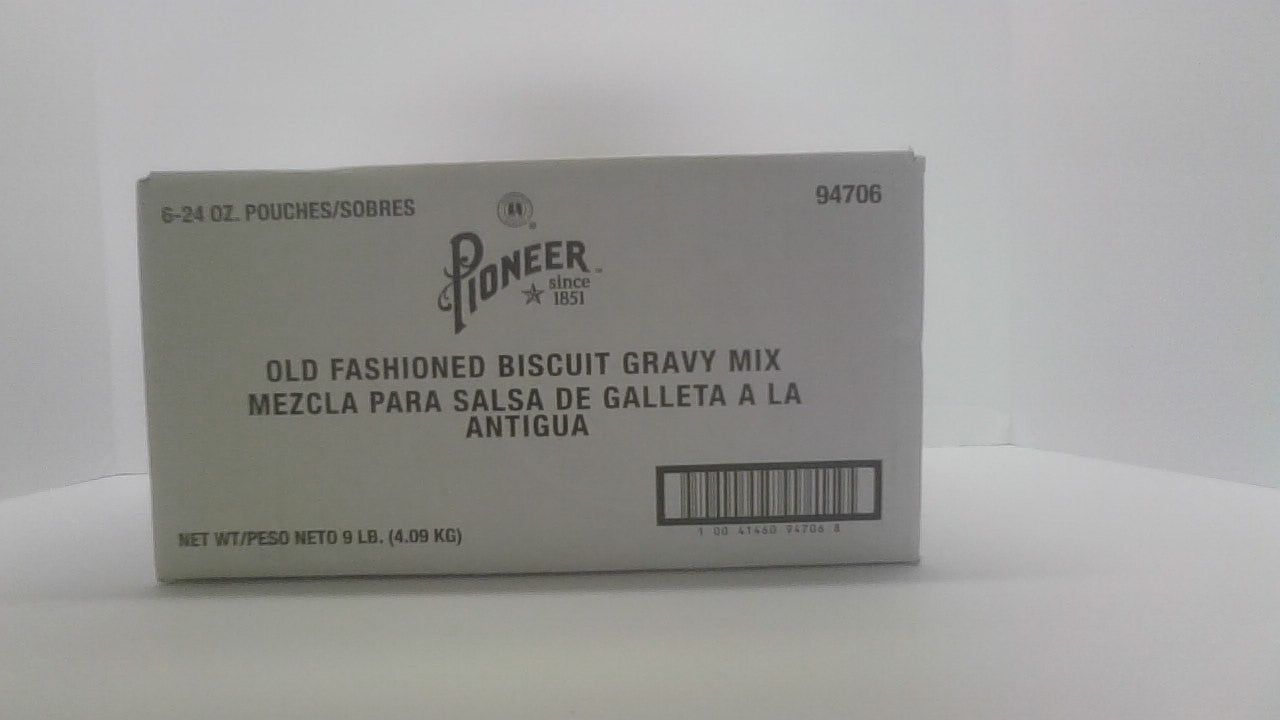 6-24 OZ. POUCHES/SOBRES
94706
PIONEER™
since
1851
OLD FASHIONED BISCUIT GRAVY MIX
MEZCLA PARA SALSA DE GALLETA A LA
ANTIGUA
1 00 41460 94706 8
NET WT/PESO NETO 9 LB. (4.09 KG)